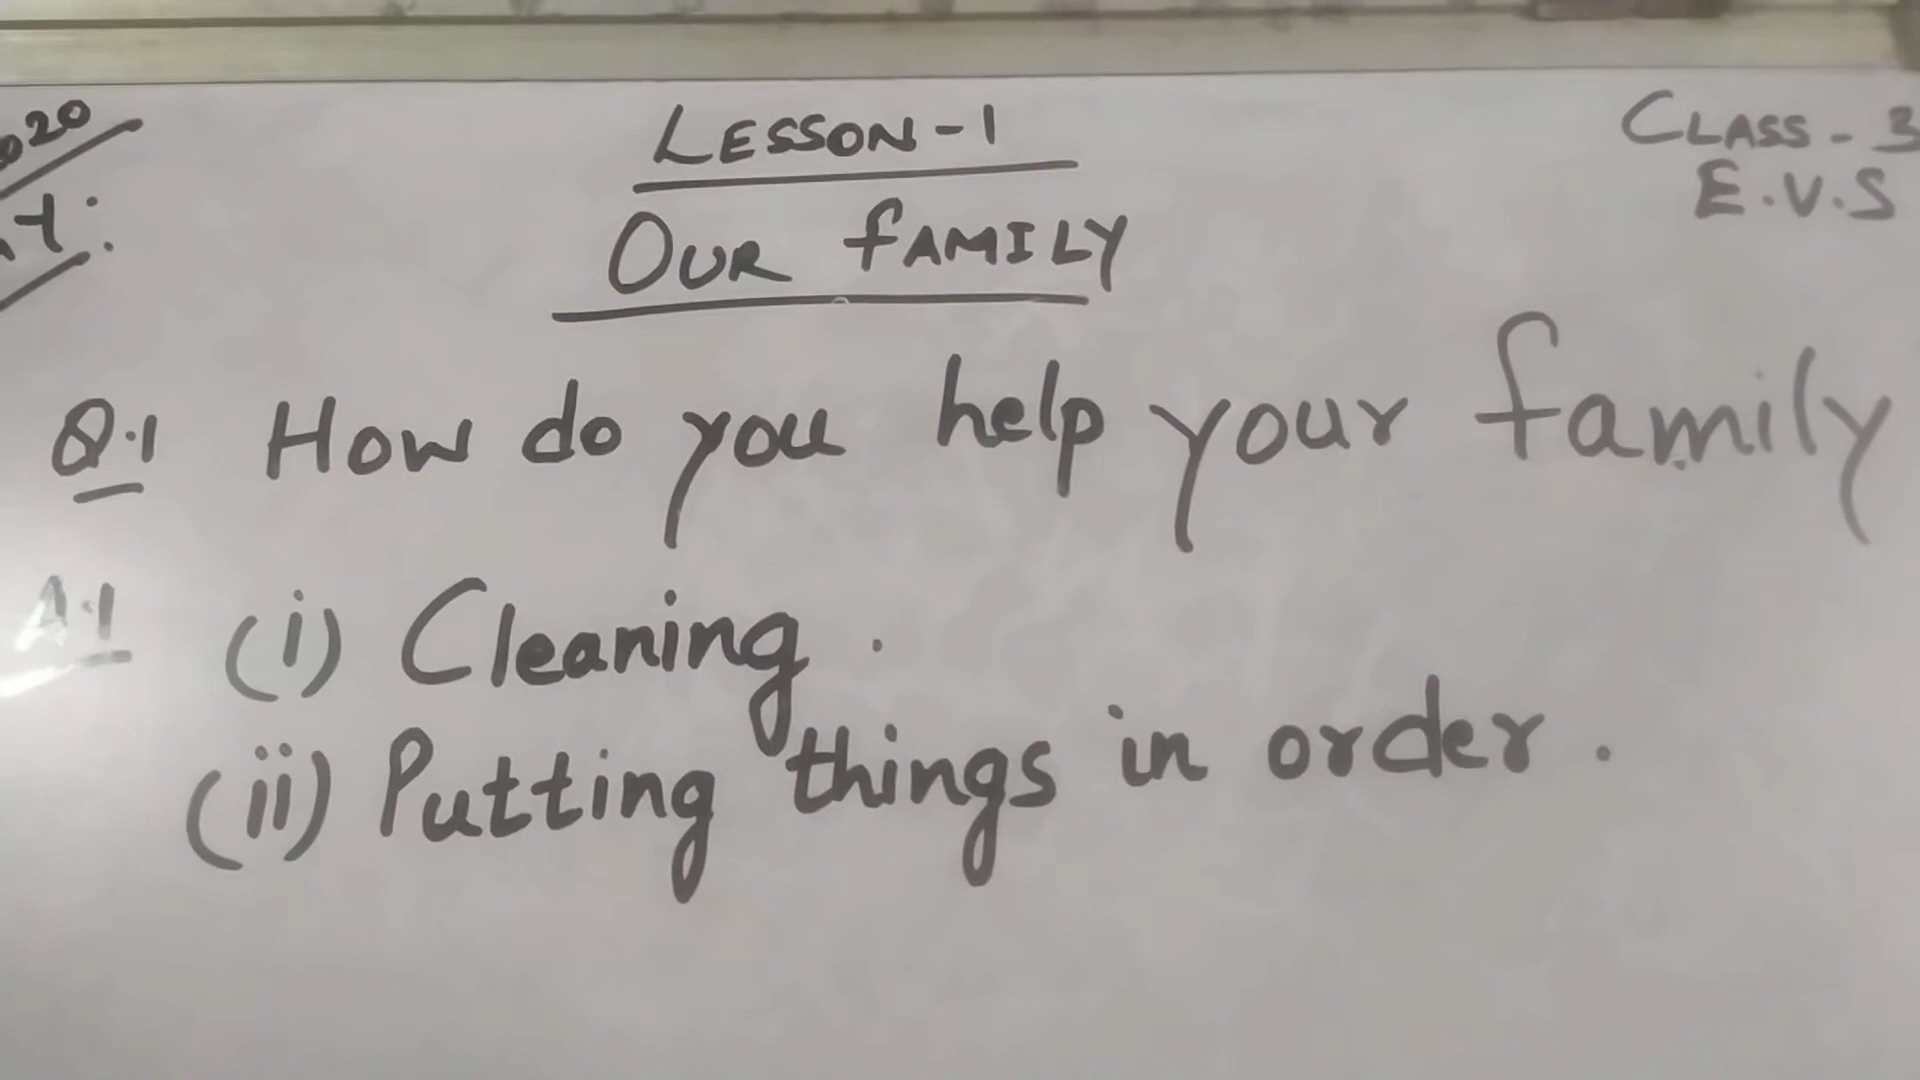 LESSON-1
CLASS - 3
E.V.S
OUR fAMILY
Q.1 How do you help your family
A.1 (i) Cleaning.
(ii) Putting things in order.